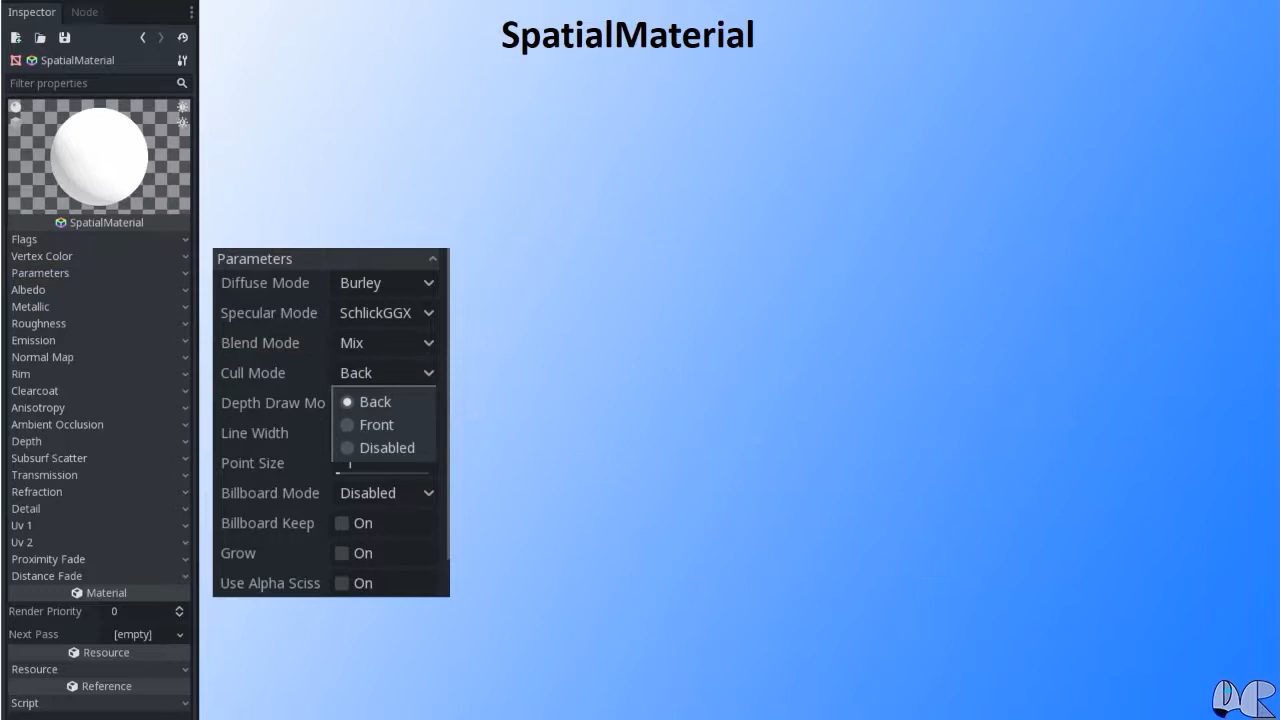 Inspector Node
SpatialMaterial
SpatialMaterial
Filter properties
SpatialMaterial
Flags
Vertex Color
Parameters
Albedo
Metallic
Roughness
Emission
Normal Map
Rim
Clearcoat
Anisotropy
Ambient Occlusion
Depth
Subsurf Scatter
Transmission
Refraction
Detail
Uv 1
Uv 2
Proximity Fade
Distance Fade
Material
Render Priority 0
Next Pass [empty]
Resource
Resource
Reference
Script
Parameters
Diffuse Mode Burley
Specular Mode SchlickGGX
Blend Mode Mix
Cull Mode Back
Back
Depth Draw Mo
Front
Line Width
Disabled
Point Size
Billboard Mode Disabled
Billboard Keep On
Grow On
Use Alpha Sciss On